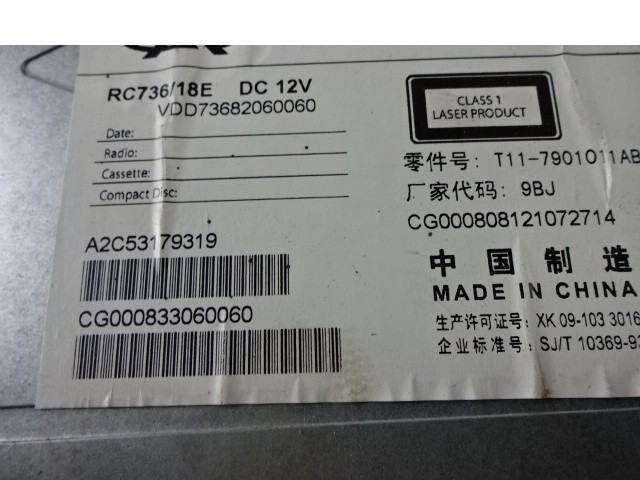 RC736/18E DC 12V
VDD73682060060
Date:
Radio:
Cassette:
Compact Disc:
A2C53179319
CG000833060060
CLASS 1
LASER PRODUCT
零件号: T11-7901011AB
厂家代码: 9BJ
CG000808121072714
中国制造
MADE IN CHINA
生产许可证号: XK 09-103 3016
企业标准号: SJ/T 10369-93